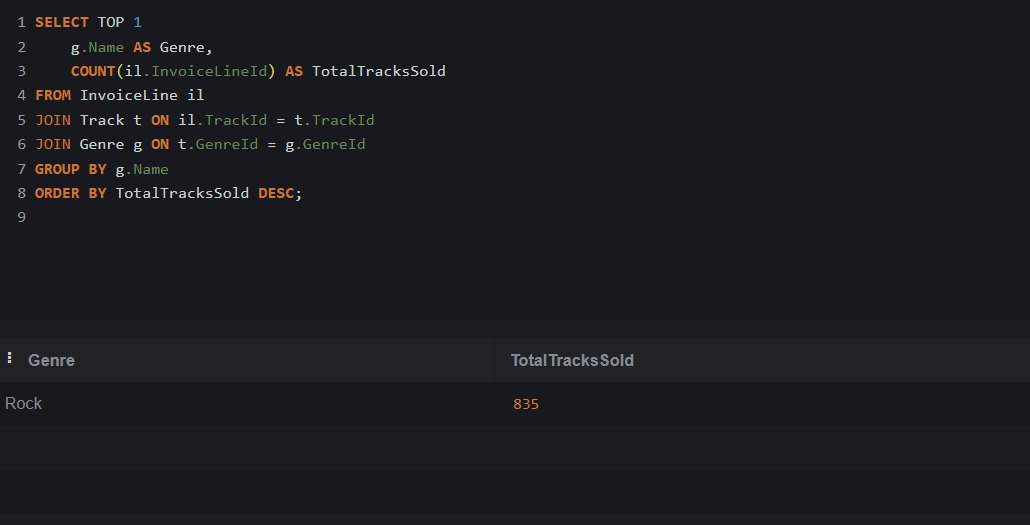 1 SELECT TOP 1
2 g.Name AS Genre,
3 COUNT(il.InvoiceLineId) AS TotalTracksSold
4 FROM InvoiceLine il
5 JOIN Track t ON il.TrackId = t.TrackId
6 JOIN Genre g ON t.GenreId = g.GenreId
7 GROUP BY g.Name
8 ORDER BY TotalTracksSold DESC;
9
Genre TotalTracksSold
Rock 835